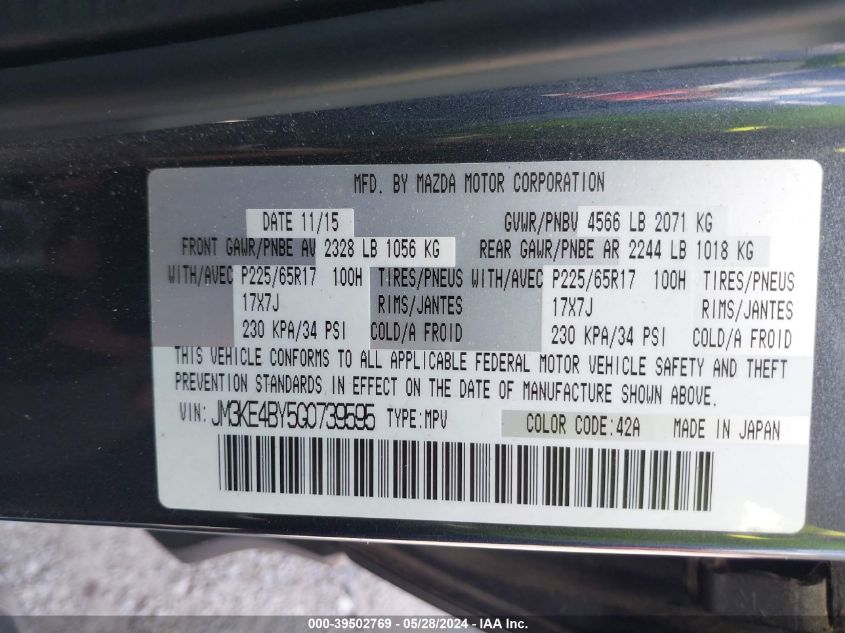 MFD. BY MAZDA MOTOR CORPORATION
DATE 11/15 GVWR/PNBV 4566 LB 2071 KG
FRONT GAWR/PNBE AV 2328 LB 1056 KG REAR GAWR/PNBE AR 2244 LB 1018 KG
WITH/AVEC P225/65R17 100H TIRES/PNEUS WITH/AVEC P225/65R17 100H TIRES/PNEUS
17X7J RIMS/JANTES 17X7J RIMS/JANTES
230 KPA/34 PSI COLD/A FROID 230 KPA/34 PSI COLD/A FROID
THIS VEHICLE CONFORMS TO ALL APPLICABLE FEDERAL MOTOR VEHICLE SAFETY AND THEFT
PREVENTION STANDARDS IN EFFECT ON THE DATE OF MANUFACTURE SHOWN ABOVE.
VIN: JM3KE4BY5G0739595 TYPE: MPV COLOR CODE: 42A MADE IN JAPAN
000-39502769 - 05/28/2024 - IAAI.com